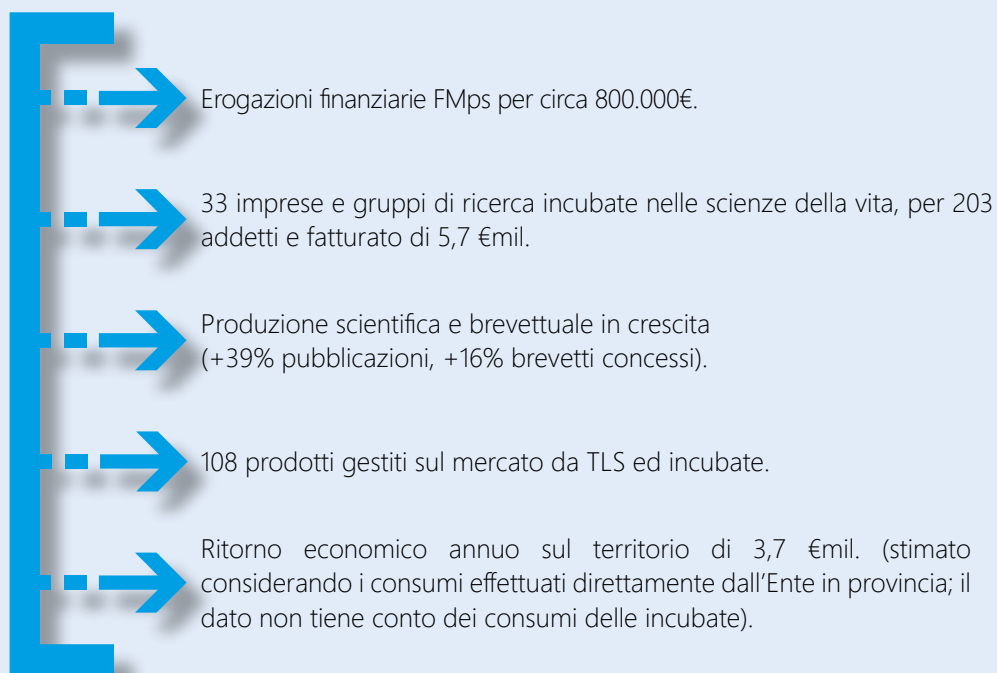 Erogazioni finanziarie FMps per circa 800.000€.
33 imprese e gruppi di ricerca incubate nelle scienze della vita, per 203
addetti e fatturato di 5,7 €mil.
Produzione scientifica e brevettuale in crescita
(+39% pubblicazioni, +16% brevetti concessi).
108 prodotti gestiti sul mercato da TLS ed incubate.
Ritorno economico annuo sul territorio di 3,7 €mil. (stimato
considerando i consumi effettuati direttamente dall'Ente in provincia; il
dato non tiene conto dei consumi delle incubate).